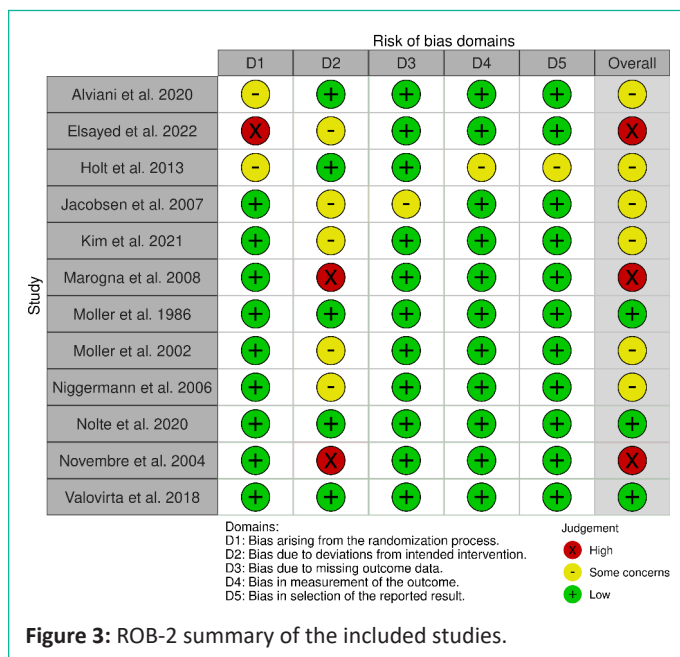 Risk of bias domains
D1 D2 D3 D4 D5 Overall
Study
Alviani et al. 2020 - + + + + -
Elsayed et al. 2022 X - + + + X
Holt et al. 2013 - + + - - -
Jacobsen et al. 2007 + - - + + -
Kim et al. 2021 + - + + + -
Marogna et al. 2008 + X + + + X
Moller et al. 1986 + + + + + +
Moller et al. 2002 + - + + + -
Niggermann et al. 2006 + - + + + -
Nolte et al. 2020 + + + + + +
Novembre et al. 2004 + X + + + X
Valovirta et al. 2018 + + + + + +
Domains:
D1: Bias arising from the randomization process.
D2: Bias due to deviations from intended intervention.
D3: Bias due to missing outcome data.
D4: Bias in measurement of the outcome.
D5: Bias in selection of the reported result.
Judgement
X High
- Some concerns
+ Low
Figure 3: ROB-2 summary of the included studies.